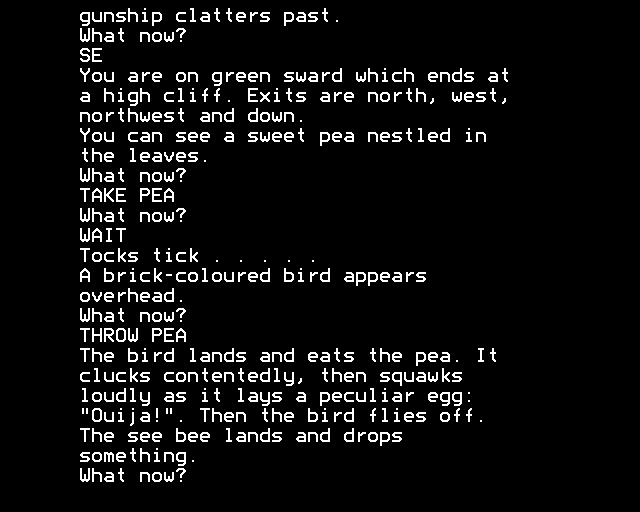 gunship clatters past.
What now?
SE
You are on green sward which ends at
a high cliff. Exits are north, west,
northwest and down.
You can see a sweet pea nestled in
the leaves.
What now?
TAKE PEA
What now?
WAIT
Tocks tick . . . . .
A brick-coloured bird appears
overhead.
What now?
THROW PEA
The bird lands and eats the pea. It
clucks contentedly, then squawks
loudly as it lays a peculiar egg:
"Ouija!". Then the bird flies off.
The see bee lands and drops
something.
What now?